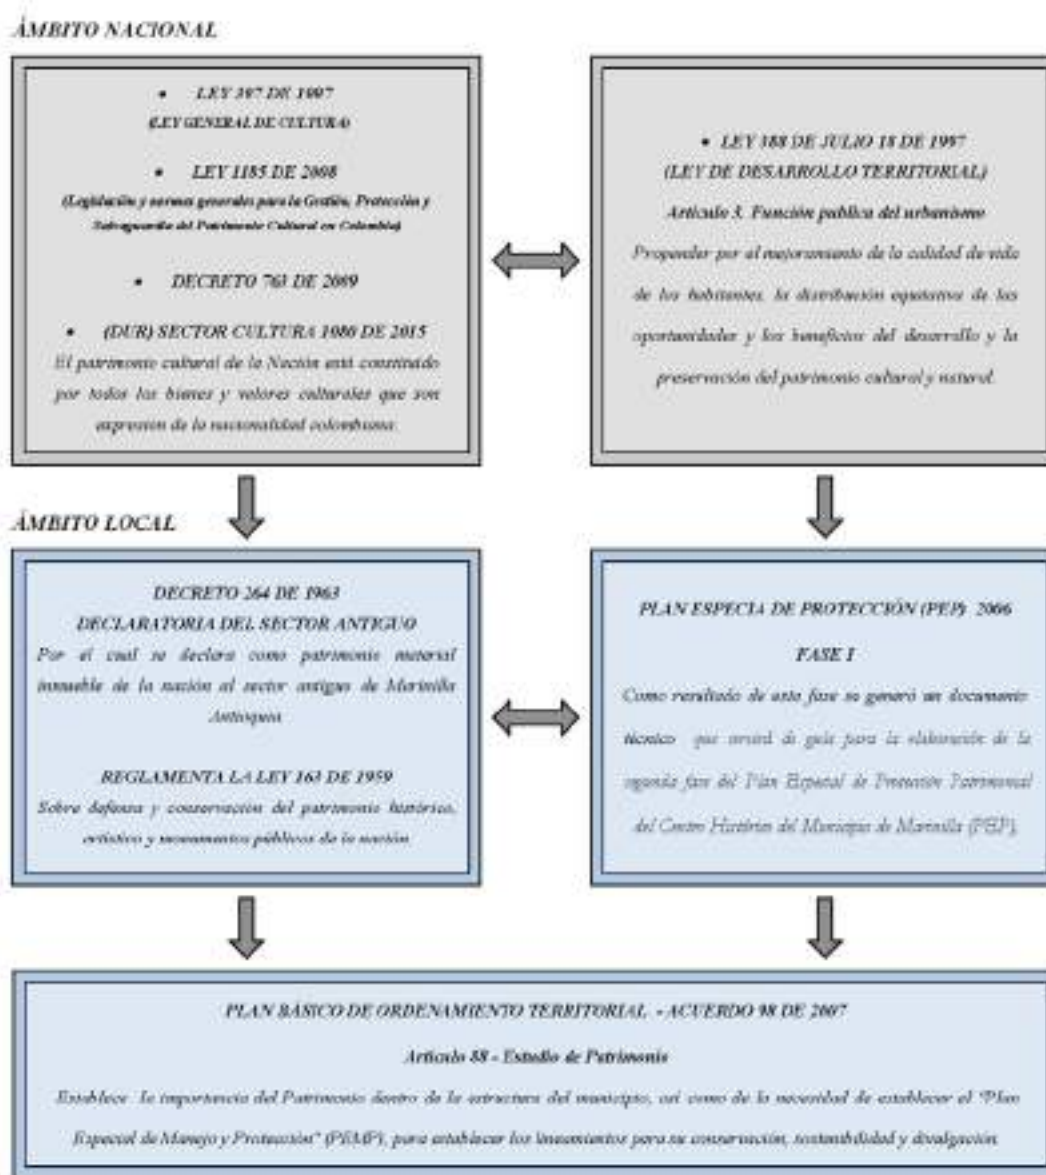 ÁMBITO NACIONAL
• LEY 397 DE 1997
(LEY GENERAL DE CULTURA)
• LEY 1185 DE 2008
(Legislación y normas generales para la Gestión, Protección y
Salvaguardia del Patrimonio Cultural en Colombia)
• DECRETO 763 DE 2009
• (DUR) SECTOR CULTURA 1080 DE 2015
El patrimonio cultural de la Nación está constituido
por todos los bienes y valores culturales que son
expresión de la nacionalidad colombiana.
• LEY 388 DE JULIO 18 DE 1997
(LEY DE DESARROLLO TERRITORIAL)
Artículo 3. Función publica del urbanismo
Propender por el mejoramiento de la calidad de vida
de los habitantes, la distribución equitativa de las
oportunidades y los beneficios del desarrollo y la
preservación del patrimonio cultural y natural.
ÁMBITO LOCAL
DECRETO 264 DE 1963
DECLARATORIA DEL SECTOR ANTIGUO
Por el cual se declara como patrimonio material
inmueble de la nación al sector antiguo de Marinilla
Antioquia
REGLAMENTA LA LEY 163 DE 1959
Sobre defensa y conservación del patrimonio histórico,
artístico y monumentos públicos de la nación
PLAN ESPECIA DE PROTECCIÓN (PEP) 2006
FASE I
Como resultado de esta fase se generó un documento
técnico que servirá de guía para la elaboración de la
segunda fase del Plan Especial de Protección Patrimonial
del Centro Histórico del Municipio de Marinilla (PEP).
PLAN BÁSICO DE ORDENAMIENTO TERRITORIAL - ACUERDO 98 DE 2007
Artículo 88 - Estudio de Patrimonio
Establece la importancia del Patrimonio dentro de la estructura del municipio, así como de la necesidad de establecer el "Plan
Especial de Manejo y Protección" (PEMP), para establecer los lineamientos para su conservación, sostenibilidad y divulgación